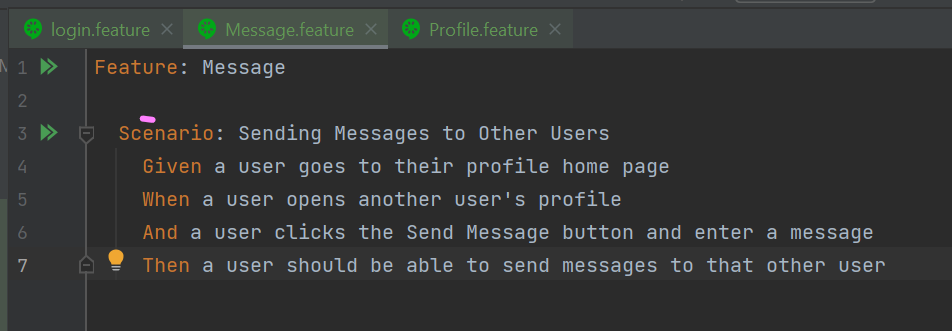 login.feature Message.feature Profile.feature
1 Feature: Message
2
3 Scenario: Sending Messages to Other Users
4 Given a user goes to their profile home page
5 When a user opens another user's profile
6 And a user clicks the Send Message button and enter a message
7 Then a user should be able to send messages to that other user